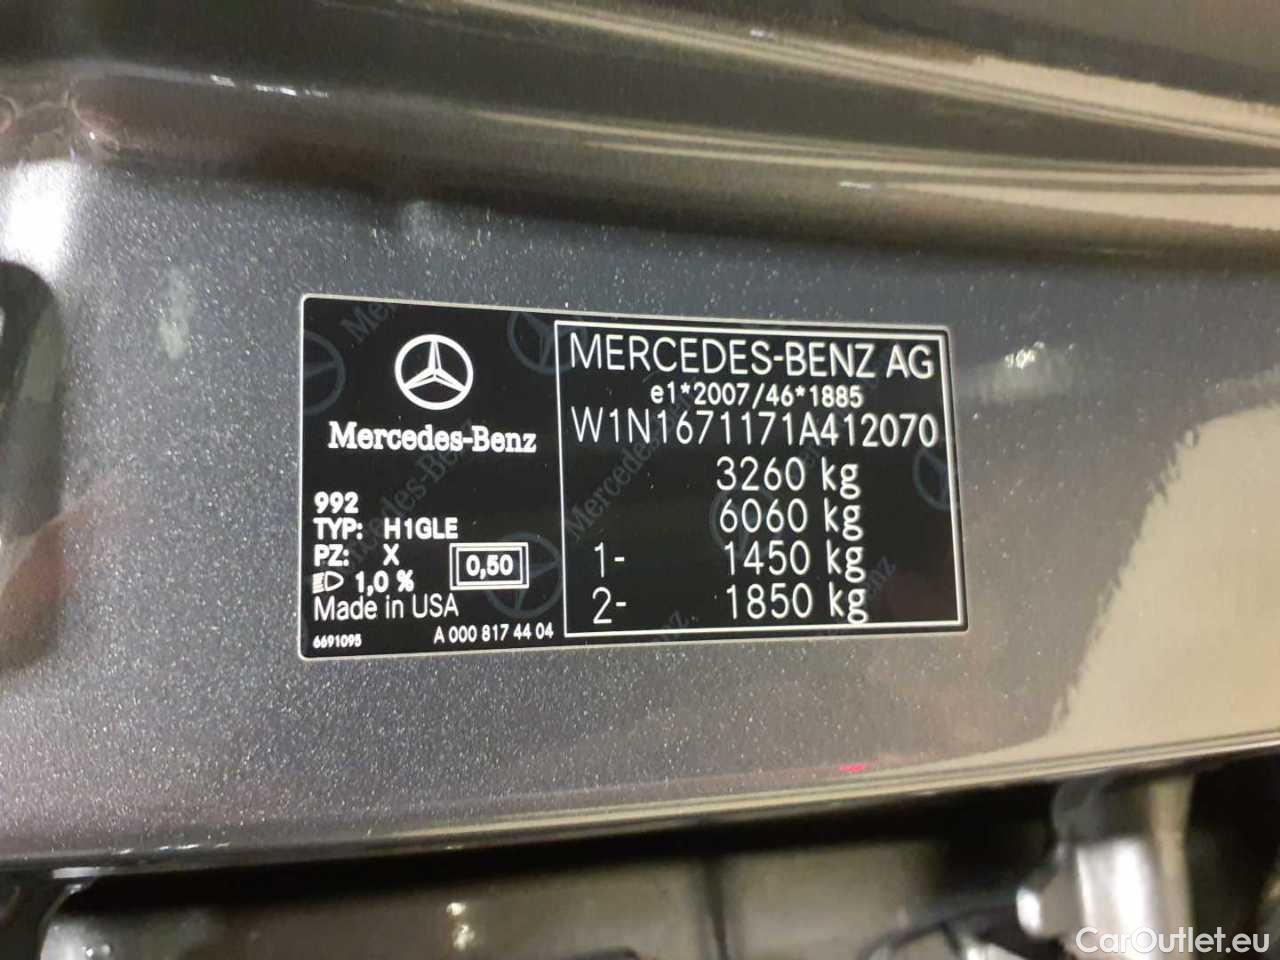 Mercedes-Benz
992
TYP: H1GLE
PZ: X
1,0 %
0,50
Made in USA
6691095
A 000 817 44 04
MERCEDES-BENZ AG
e1*2007/46*1885
W1N1671171A412070
3260 kg
6060 kg
1- 1450 kg
2- 1850 kg
CarOutlet.eu